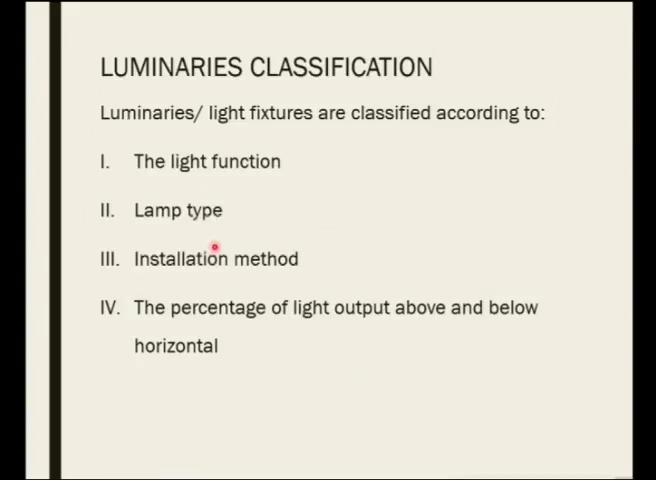 LUMINARIES CLASSIFICATION
Luminaries/ light fixtures are classified according to:
I. The light function
II. Lamp type
III. Installation method
IV. The percentage of light output above and below
horizontal